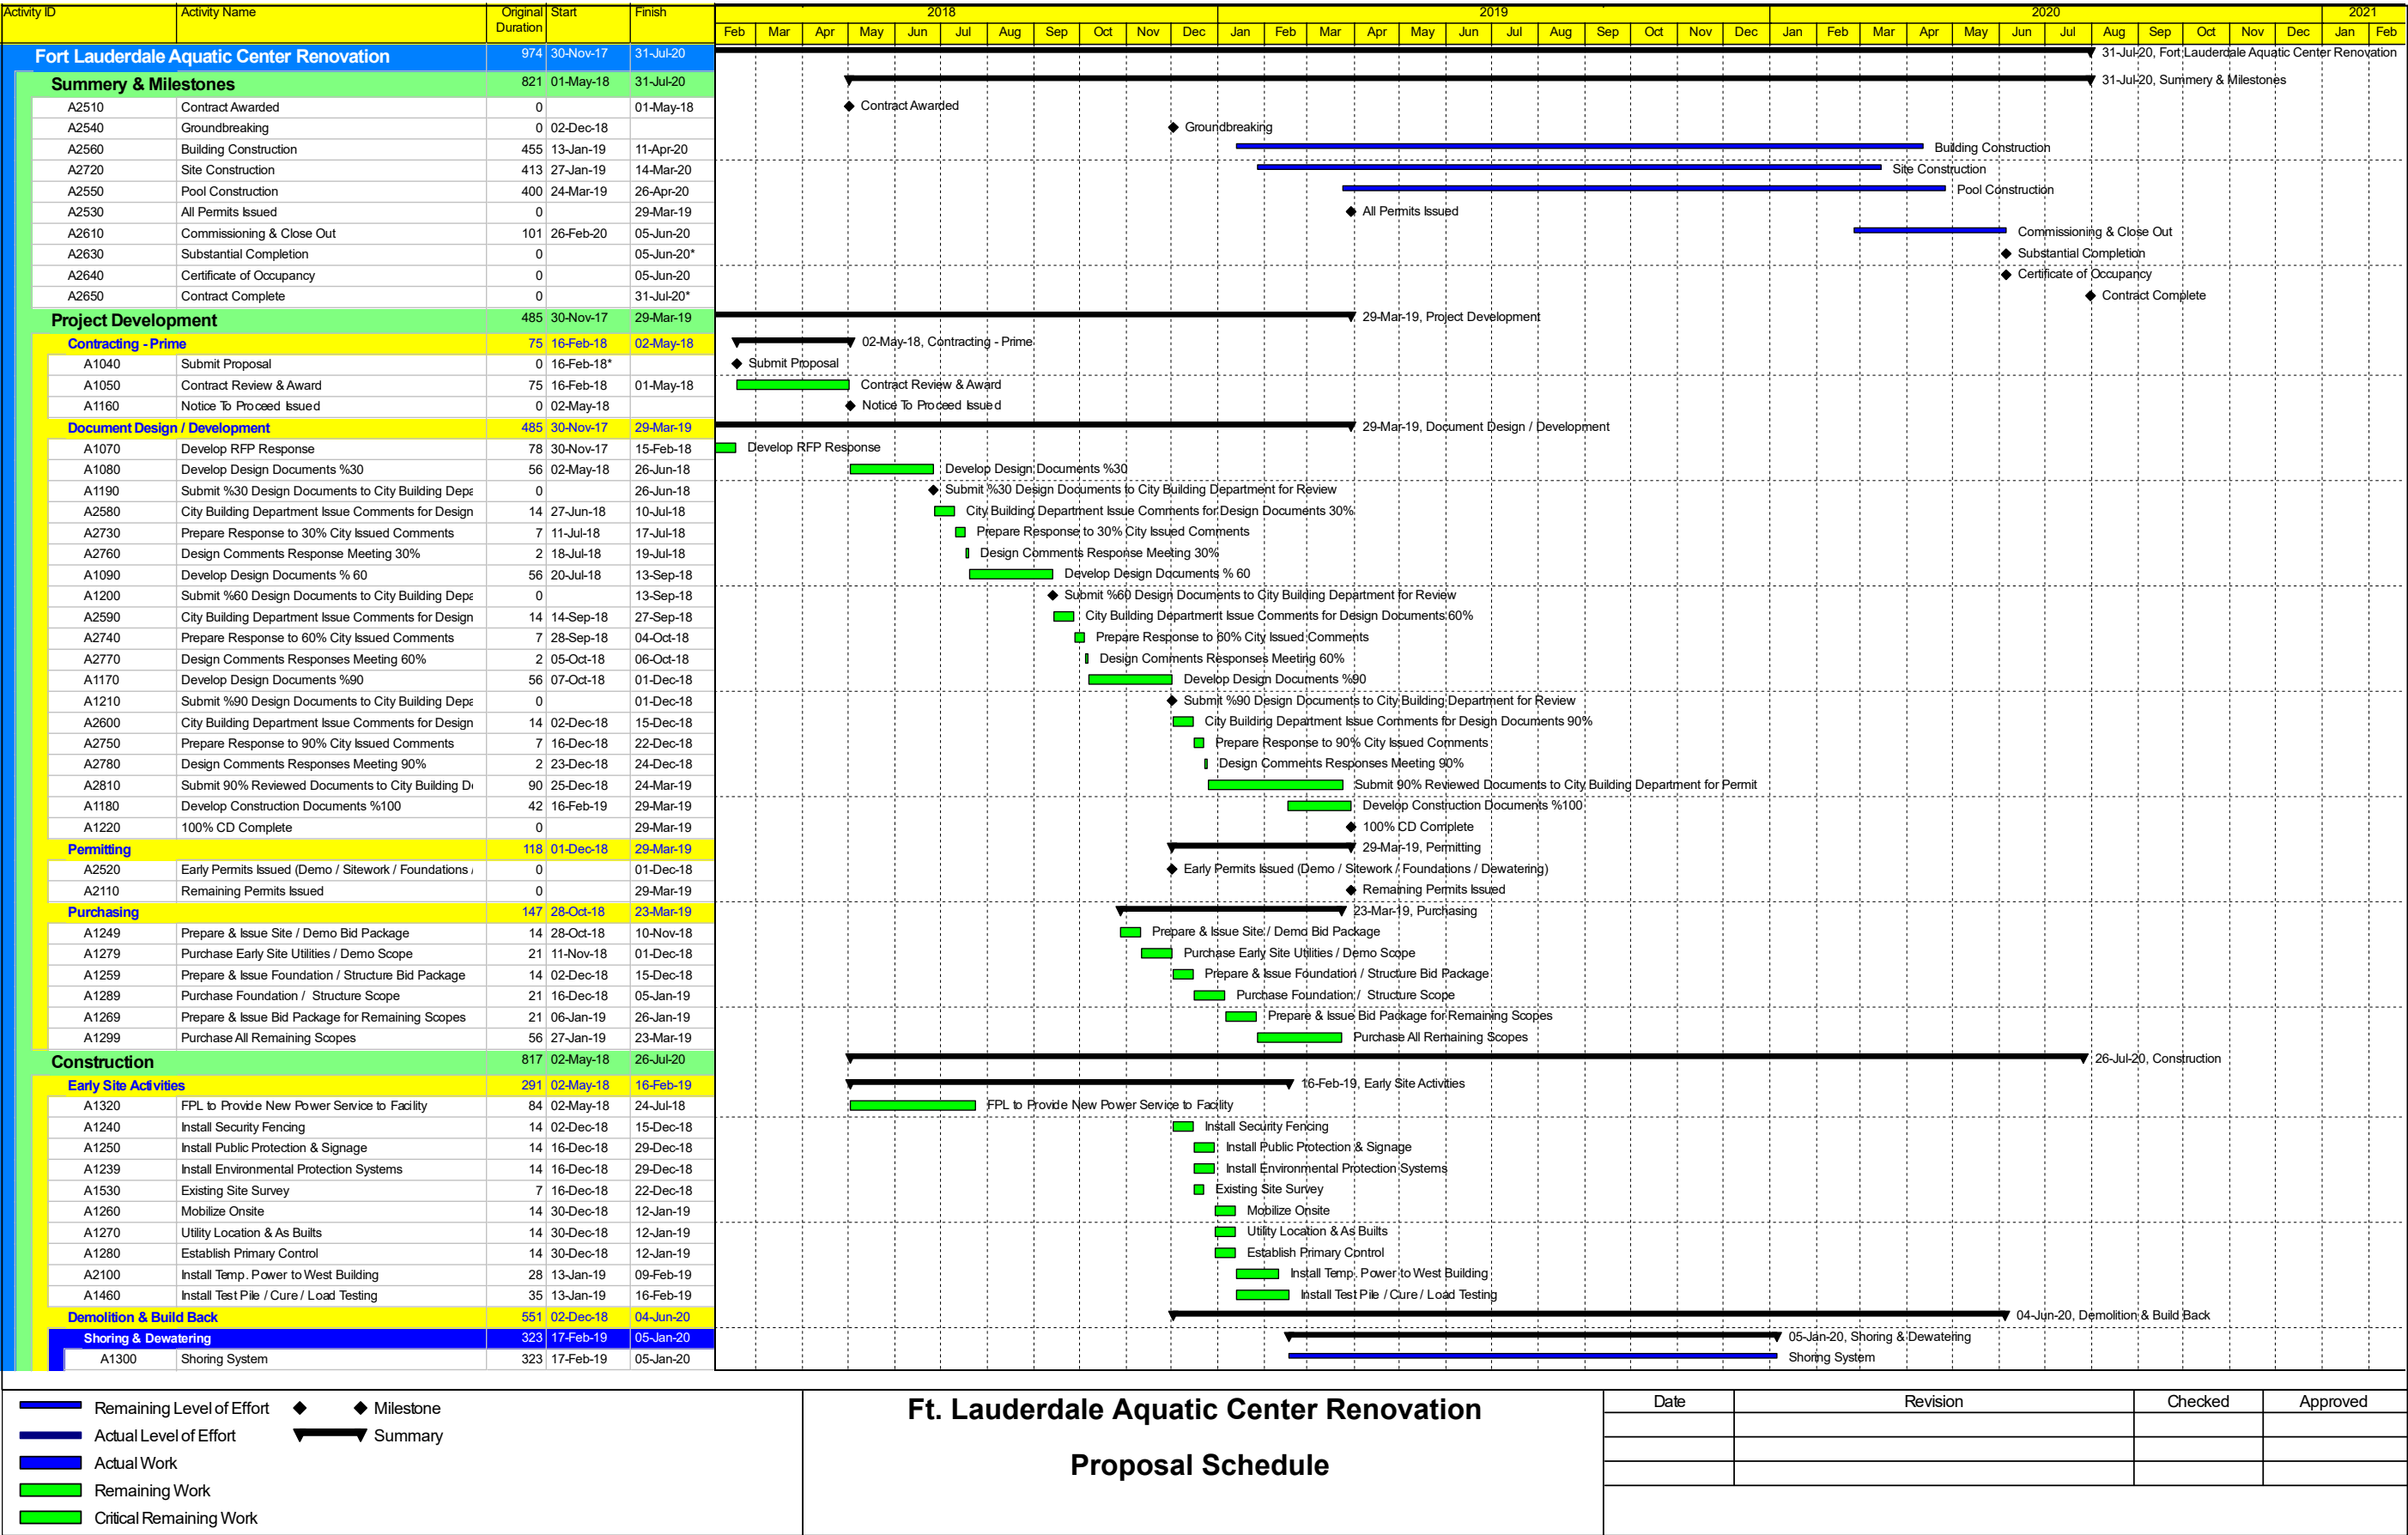 Activity ID Activity Name Original Duration Start Finish 2018 2019 2020 2021
Feb Mar Apr May Jun Jul Aug Sep Oct Nov Dec Jan Feb Mar Apr May Jun Jul Aug Sep Oct Nov Dec Jan Feb Mar Apr May Jun Jul Aug Sep Oct Nov Dec Jan Feb
Fort Lauderdale Aquatic Center Renovation 974 30-Nov-17 31-Jul-20 31-Jul-20, Fort Lauderdale Aquatic Center Renovation
Summery & Milestones 821 01-May-18 31-Jul-20 31-Jul-20, Summery & Milestones
A2510 Contract Awarded 0 01-May-18 Contract Awarded
A2540 Groundbreaking 0 02-Dec-18 Groundbreaking
A2560 Building Construction 455 13-Jan-19 11-Apr-20 Building Construction
A2720 Site Construction 413 27-Jan-19 14-Mar-20 Site Construction
A2550 Pool Construction 400 24-Mar-19 26-Apr-20 Pool Construction
A2530 All Permits Issued 0 29-Mar-19 All Permits Issued
A2610 Commissioning & Close Out 101 26-Feb-20 05-Jun-20 Commissioning & Close Out
A2630 Substantial Completion 0 05-Jun-20* Substantial Completion
A2640 Certificate of Occupancy 0 05-Jun-20 Certificate of Occupancy
A2650 Contract Complete 0 31-Jul-20* Contract Complete
Project Development 485 30-Nov-17 29-Mar-19 29-Mar-19, Project Development
Contracting - Prime 75 16-Feb-18 02-May-18 02-May-18, Contracting - Prime
A1040 Submit Proposal 0 16-Feb-18* Submit Proposal
A1050 Contract Review & Award 75 16-Feb-18 01-May-18 Contract Review & Award
A1160 Notice To Proceed Issued 0 02-May-18 Notice To Proceed Issued
Document Design / Development 485 30-Nov-17 29-Mar-19 29-Mar-19, Document Design / Development
A1070 Develop RFP Response 78 30-Nov-17 15-Feb-18 Develop RFP Response
A1080 Develop Design Documents %30 56 02-May-18 26-Jun-18 Develop Design Documents %30
A1190 Submit %30 Design Documents to City Building Depa 0 26-Jun-18 Submit %30 Design Documents to City Building Department for Review
A2580 City Building Department Issue Comments for Design 14 27-Jun-18 10-Jul-18 City Building Department Issue Comments for Design Documents 30%
A2730 Prepare Response to 30% City Issued Comments 7 11-Jul-18 17-Jul-18 Prepare Response to 30% City Issued Comments
A2760 Design Comments Response Meeting 30% 2 18-Jul-18 19-Jul-18 Design Comments Response Meeting 30%
A1090 Develop Design Documents % 60 56 20-Jul-18 13-Sep-18 Develop Design Documents % 60
A1200 Submit %60 Design Documents to City Building Depa 0 13-Sep-18 Submit %60 Design Documents to City Building Department for Review
A2590 City Building Department Issue Comments for Design 14 14-Sep-18 27-Sep-18 City Building Department Issue Comments for Design Documents 60%
A2740 Prepare Response to 60% City Issued Comments 7 28-Sep-18 04-Oct-18 Prepare Response to 60% City Issued Comments
A2770 Design Comments Responses Meeting 60% 2 05-Oct-18 06-Oct-18 Design Comments Responses Meeting 60%
A1170 Develop Design Documents %90 56 07-Oct-18 01-Dec-18 Develop Design Documents %90
A1210 Submit %90 Design Documents to City Building Depa 0 01-Dec-18 Submit %90 Design Documents to City Building Department for Review
A2600 City Building Department Issue Comments for Design 14 02-Dec-18 15-Dec-18 City Building Department Issue Comments for Design Documents 90%
A2750 Prepare Response to 90% City Issued Comments 7 16-Dec-18 22-Dec-18 Prepare Response to 90% City Issued Comments
A2780 Design Comments Responses Meeting 90% 2 23-Dec-18 24-Dec-18 Design Comments Responses Meeting 90%
A2810 Submit 90% Reviewed Documents to City Building D 90 25-Dec-18 24-Mar-19 Submit 90% Reviewed Documents to City Building Department for Permit
A1180 Develop Construction Documents %100 42 16-Feb-19 29-Mar-19 Develop Construction Documents %100
A1220 100% CD Complete 0 29-Mar-19 100% CD Complete
Permitting 118 01-Dec-18 29-Mar-19 29-Mar-19, Permitting
A2520 Early Permits Issued (Demo / Sitework / Foundations / 0 01-Dec-18 Early Permits Issued (Demo / Sitework / Foundations / Dewatering)
A2110 Remaining Permits Issued 0 29-Mar-19 Remaining Permits Issued
Purchasing 147 28-Oct-18 23-Mar-19 23-Mar-19, Purchasing
A1249 Prepare & Issue Site / Demo Bid Package 14 28-Oct-18 10-Nov-18 Prepare & Issue Site / Demo Bid Package
A1279 Purchase Early Site Utilities / Demo Scope 21 11-Nov-18 01-Dec-18 Purchase Early Site Utilities / Demo Scope
A1259 Prepare & Issue Foundation / Structure Bid Package 14 02-Dec-18 15-Dec-18 Prepare & Issue Foundation / Structure Bid Package
A1289 Purchase Foundation / Structure Scope 21 16-Dec-18 05-Jan-19 Purchase Foundation / Structure Scope
A1269 Prepare & Issue Bid Package for Remaining Scopes 21 06-Jan-19 26-Jan-19 Prepare & Issue Bid Package for Remaining Scopes
A1299 Purchase All Remaining Scopes 56 27-Jan-19 23-Mar-19 Purchase All Remaining Scopes
Construction 817 02-May-18 26-Jul-20 26-Jul-20, Construction
Early Site Activities 291 02-May-18 16-Feb-19 16-Feb-19, Early Site Activities
A1320 FPL to Provide New Power Service to Facility 84 02-May-18 24-Jul-18 FPL to Provide New Power Service to Facility
A1240 Install Security Fencing 14 02-Dec-18 15-Dec-18 Install Security Fencing
A1250 Install Public Protection & Signage 14 16-Dec-18 29-Dec-18 Install Public Protection & Signage
A1239 Install Environmental Protection Systems 14 16-Dec-18 29-Dec-18 Install Environmental Protection Systems
A1530 Existing Site Survey 7 16-Dec-18 22-Dec-18 Existing Site Survey
A1260 Mobilize Onsite 14 30-Dec-18 12-Jan-19 Mobilize Onsite
A1270 Utility Location & As Builts 14 30-Dec-18 12-Jan-19 Utility Location & As Builts
A1280 Establish Primary Control 14 30-Dec-18 12-Jan-19 Establish Primary Control
A2100 Install Temp. Power to West Building 28 13-Jan-19 09-Feb-19 Install Temp. Power to West Building
A1460 Install Test Pile / Cure / Load Testing 35 13-Jan-19 16-Feb-19 Install Test Pile / Cure / Load Testing
Demolition & Build Back 551 02-Dec-18 04-Jun-20 04-Jun-20, Demolition & Build Back
Shoring & Dewatering 323 17-Feb-19 05-Jan-20 05-Jan-20, Shoring & Dewatering
A1300 Shoring System 323 17-Feb-19 05-Jan-20 Shoring System
Remaining Level of Effort Milestone
Actual Level of Effort Summary
Actual Work
Remaining Work
Critical Remaining Work
Ft. Lauderdale Aquatic Center Renovation
Proposal Schedule
Date Revision Checked Approved